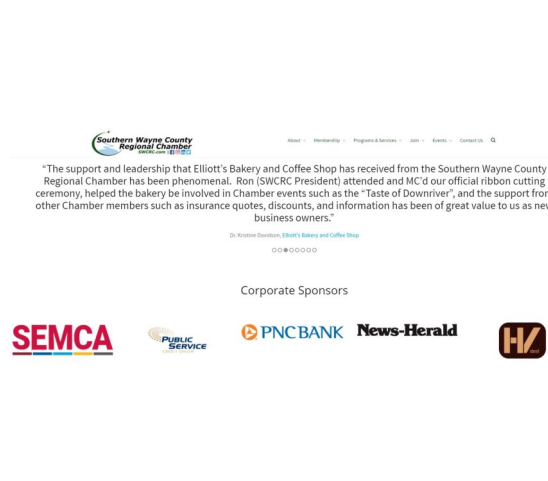 Southern Wayne County
Regional Chamber
SWCRC.com
About Membership Programs & Services Join Events Contact Us
“The support and leadership that Elliott’s Bakery and Coffee Shop has received from the Southern Wayne County
Regional Chamber has been phenomenal. Ron (SWCRC President) attended and MC’d our official ribbon cutting
ceremony, helped the bakery be involved in Chamber events such as the “Taste of Downriver”, and the support from
other Chamber members such as insurance quotes, discounts, and information has been of great value to us as new
business owners.”
Dr. Kristine Davidson, Elliott's Bakery and Coffee Shop
Corporate Sponsors
SEMCA
PUBLIC
SERVICE
CREDIT UNION
PNC BANK
News-Herald
HV